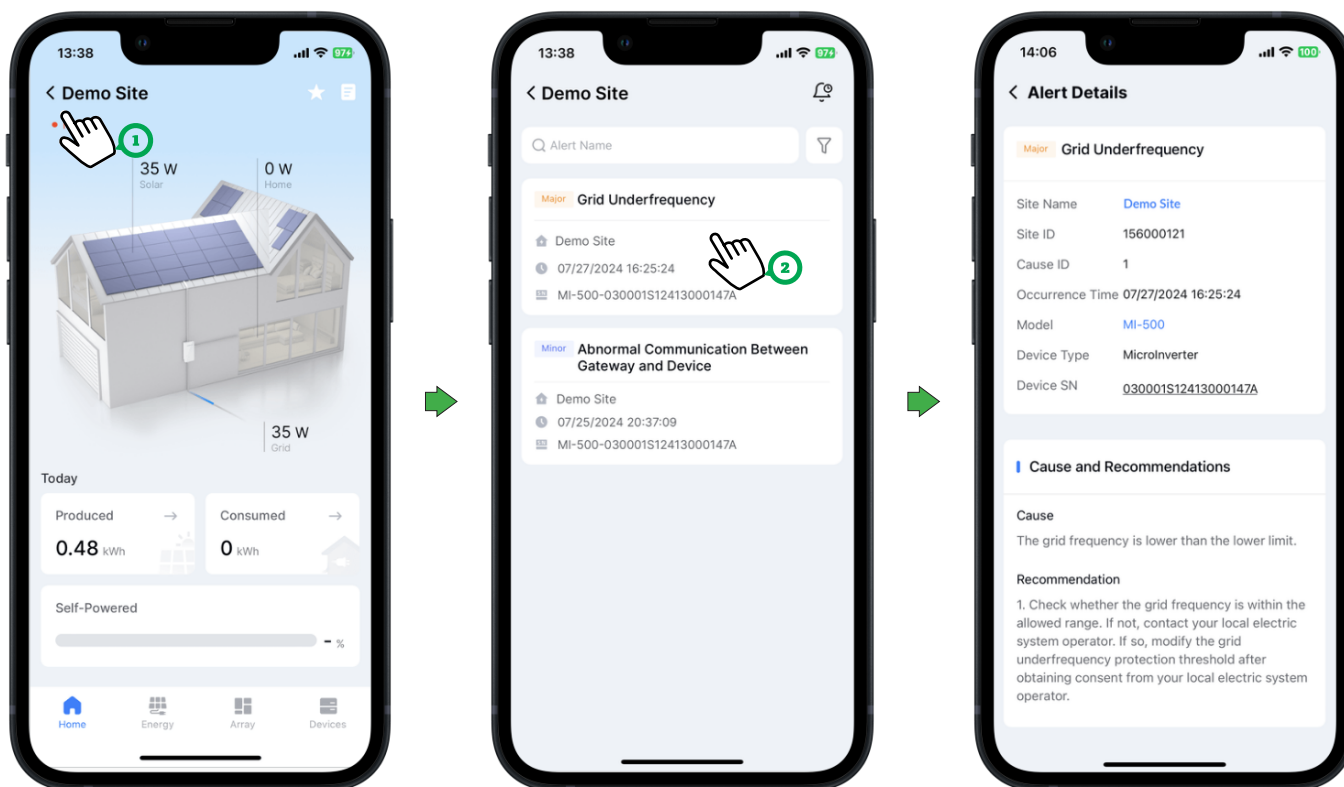 13:38
97
< Demo Site
1
35 W
Solar
0 W
Home
35 W
Grid
Today
Produced →
0.48 kWh
Consumed →
0 kWh
Self-Powered
- %
Home
Energy
Array
Devices
13:38
97
< Demo Site
Alert Name
Major Grid Underfrequency
Demo Site
07/27/2024 16:25:24
2
MI-500-030001S12413000147A
Minor Abnormal Communication Between
Gateway and Device
Demo Site
07/25/2024 20:37:09
MI-500-030001S12413000147A
14:06
100
< Alert Details
Major Grid Underfrequency
Site Name Demo Site
Site ID 156000121
Cause ID 1
Occurrence Time 07/27/2024 16:25:24
Model MI-500
Device Type MicroInverter
Device SN 030001S12413000147A
Cause and Recommendations
Cause
The grid frequency is lower than the lower limit.
Recommendation
1. Check whether the grid frequency is within the
allowed range. If not, contact your local electric
system operator. If so, modify the grid
underfrequency protection threshold after
obtaining consent from your local electric system
operator.